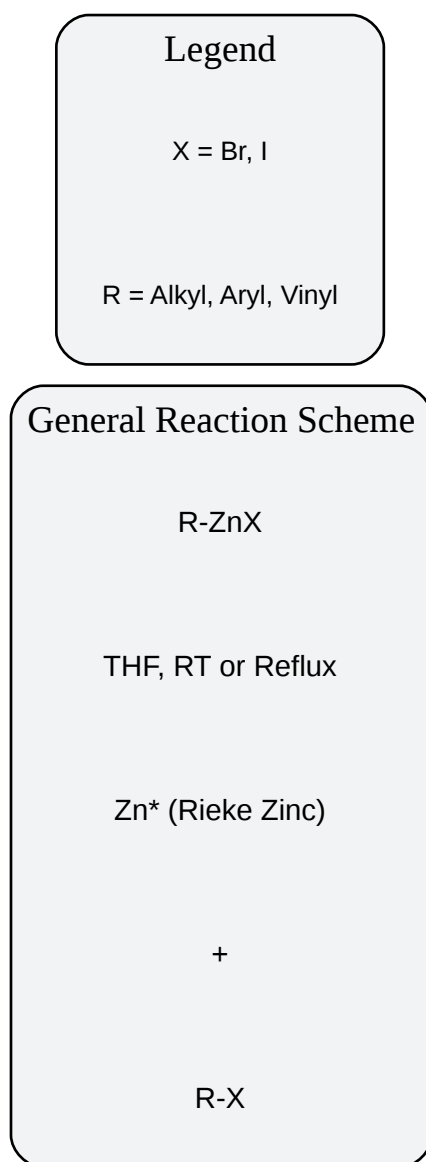 Legend
X = Br, I
R = Alkyl, Aryl, Vinyl
General Reaction Scheme
R-ZnX
THF, RT or Reflux
Zn* (Rieke Zinc)
+
R-X